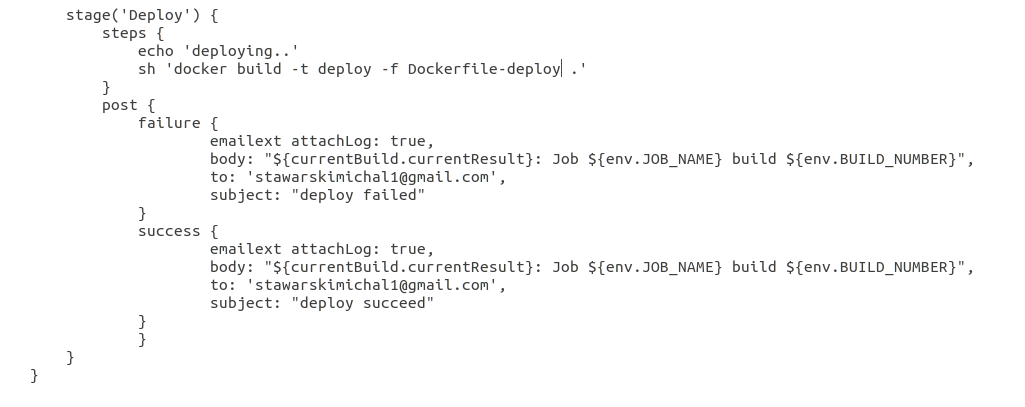 stage('Deploy') {
steps {
echo 'deploying..'
sh 'docker build -t deploy -f Dockerfile-deploy .'
}
post {
failure {
emailext attachLog: true,
body: "${currentBuild.currentResult}: Job ${env.JOB_NAME} build ${env.BUILD_NUMBER}",
to: 'stawarskimichal1@gmail.com',
subject: "deploy failed"
}
success {
emailext attachLog: true,
body: "${currentBuild.currentResult}: Job ${env.JOB_NAME} build ${env.BUILD_NUMBER}",
to: 'stawarskimichal1@gmail.com',
subject: "deploy succeed"
}
}
}
}